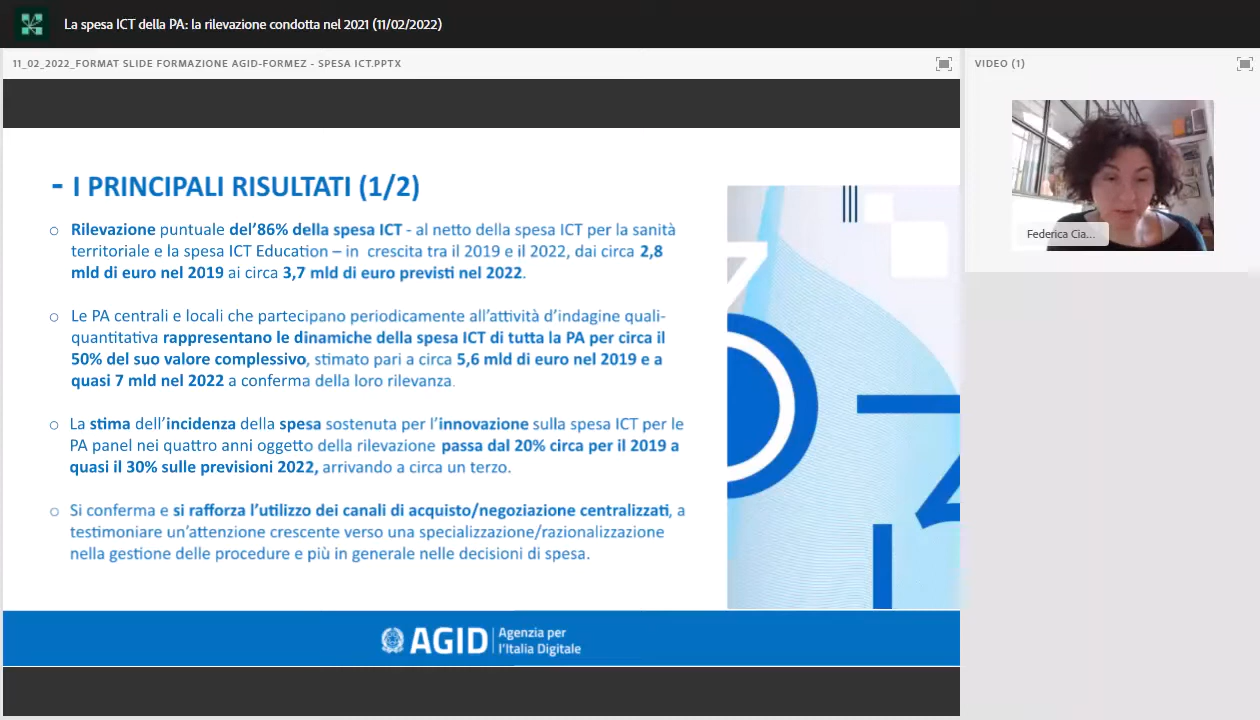 La spesa ICT della PA: la rilevazione condotta nel 2021 (11/02/2022)
11_02_2022_FORMAT SLIDE FORMAZIONE AGID-FORMEZ - SPESA ICT.PPTX
VIDEO (1)
- I PRINCIPALI RISULTATI (1/2)
○ Rilevazione puntuale del’86% della spesa ICT - al netto della spesa ICT per la sanità
territoriale e la spesa ICT Education – in crescita tra il 2019 e il 2022, dai circa 2,8
mld di euro nel 2019 ai circa 3,7 mld di euro previsti nel 2022.
○ Le PA centrali e locali che partecipano periodicamente all’attività d’indagine quali-
quantitativa rappresentano le dinamiche della spesa ICT di tutta la PA per circa il
50% del suo valore complessivo, stimato pari a circa 5,6 mld di euro nel 2019 e a
quasi 7 mld nel 2022 a conferma della loro rilevanza.
○ La stima dell’incidenza della spesa sostenuta per l’innovazione sulla spesa ICT per le
PA panel nei quattro anni oggetto della rilevazione passa dal 20% circa per il 2019 a
quasi il 30% sulle previsioni 2022, arrivando a circa un terzo.
○ Si conferma e si rafforza l’utilizzo dei canali di acquisto/negoziazione centralizzati, a
testimoniare un’attenzione crescente verso una specializzazione/razionalizzazione
nella gestione delle procedure e più in generale nelle decisioni di spesa.
Federica Cia...
AGID
Agenzia per
l’Italia Digitale